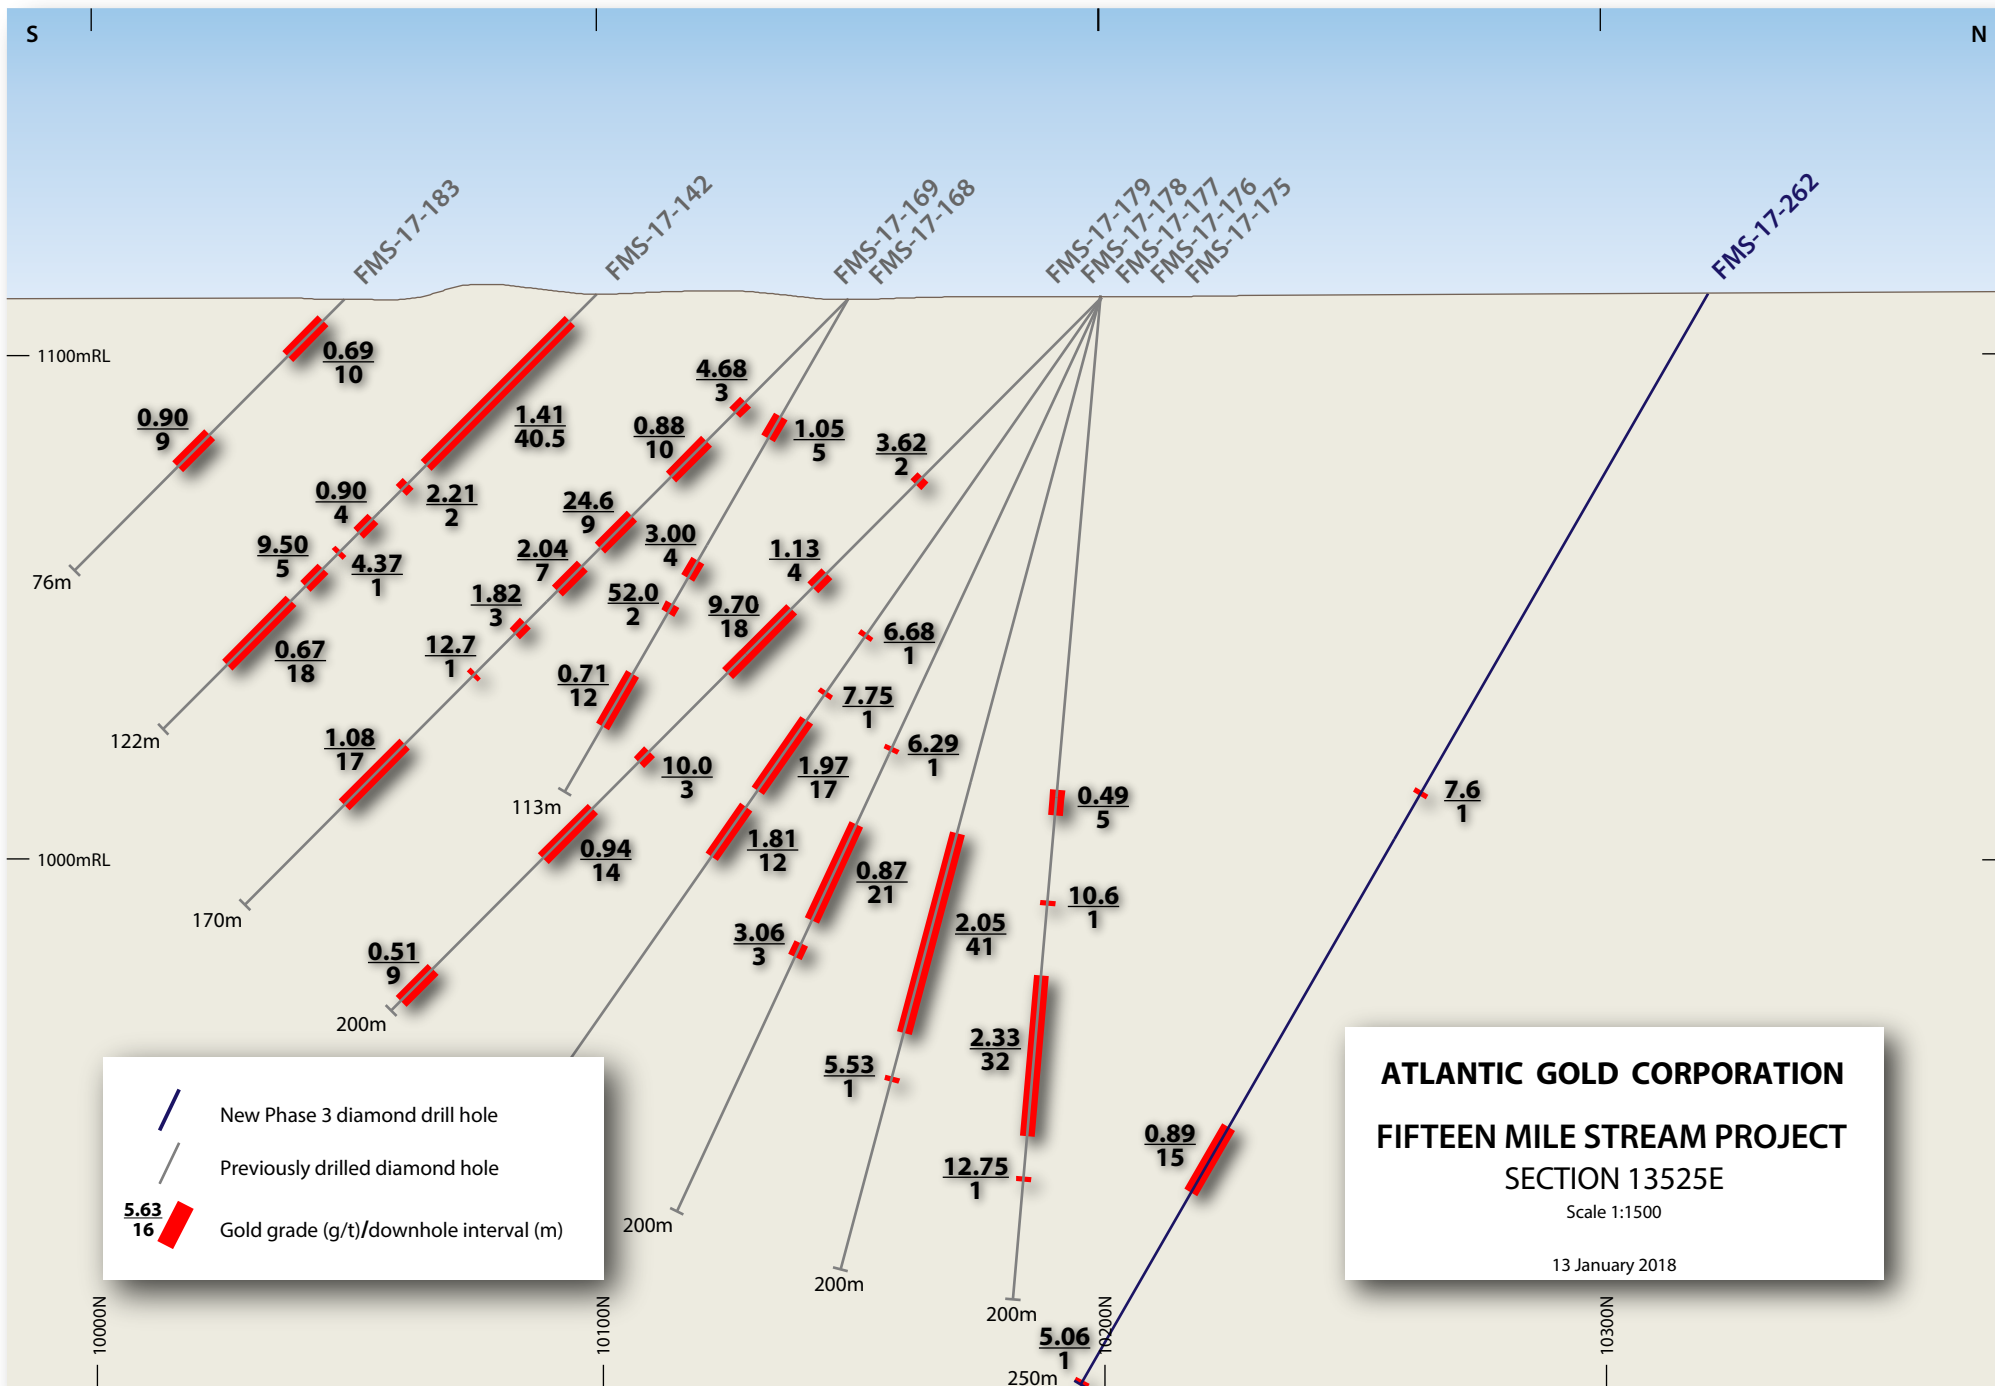 S
N
FMS-17-183
FMS-17-142
FMS-17-169
FMS-17-168
FMS-17-179
FMS-17-178
FMS-17-177
FMS-17-176
FMS-17-175
FMS-17-262
1100mRL
0.69
10
0.90
9
1.41
40.5
4.68
3
1.05
5
0.88
10
3.62
2
0.90
4
2.21
2
24.6
9
3.00
4
9.50
5
4.37
1
2.04
7
1.13
4
76m
1.82
3
52.0
2
9.70
18
0.67
18
12.7
1
6.68
1
0.71
12
7.75
1
122m
1.08
17
10.0
3
1.97
17
6.29
1
113m
0.49
5
7.6
1
1000mRL
0.94
14
1.81
12
0.87
21
10.6
1
170m
3.06
3
2.05
41
0.51
9
200m
2.33
32
5.53
1
12.75
1
0.89
15
200m
200m
200m
5.06
1
250m
New Phase 3 diamond drill hole
Previously drilled diamond hole
5.63
16
Gold grade (g/t)/downhole interval (m)
ATLANTIC GOLD CORPORATION
FIFTEEN MILE STREAM PROJECT
SECTION 13525E
Scale 1:1500
13 January 2018
10000N
10100N
10200N
10300N